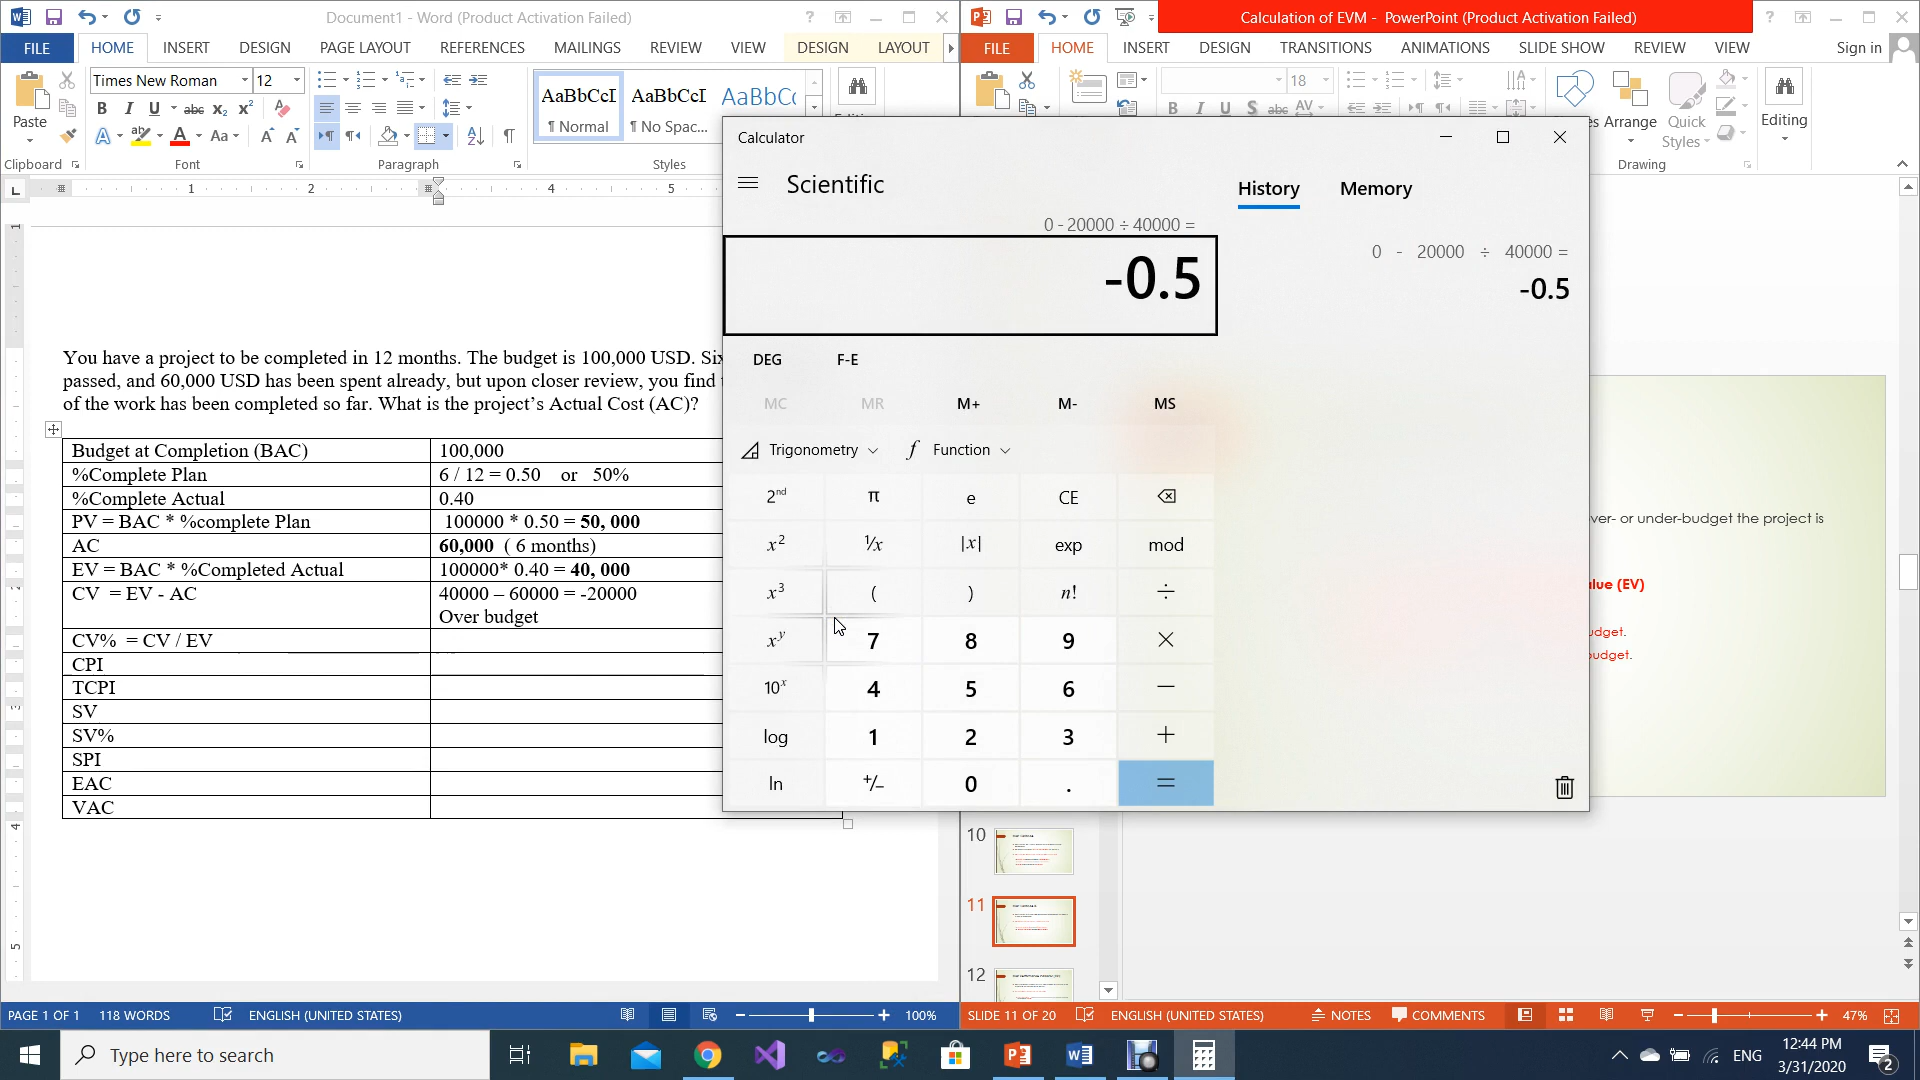 Document1 - Word (Product Activation Failed)
Calculation of EVM - PowerPoint (Product Activation Failed)
FILE HOME INSERT DESIGN PAGE LAYOUT REFERENCES MAILINGS REVIEW VIEW DESIGN LAYOUT
FILE HOME INSERT DESIGN TRANSITIONS ANIMATIONS SLIDE SHOW REVIEW VIEW Sign in
Times New Roman 12
18
Paste
AaBbCcI AaBbCcI AaBbC
¶ Normal ¶ No Spac...
Arrange Quick Styles Editing
Clipboard Font Paragraph Styles Drawing
Calculator
Scientific
History Memory
0 - 20000 ÷ 40000 =
-0.5
0 - 20000 ÷ 40000 =
-0.5
DEG F-E
MC MR M+ M- MS
Trigonometry Function
2nd π e CE
x² ⅟x |x| exp mod
x³ ( ) n! ÷
xʸ 7 8 9 ×
10ˣ 4 5 6 −
log 1 2 3 +
ln +/− 0 . =
You have a project to be completed in 12 months. The budget is 100,000 USD. Six
passed, and 60,000 USD has been spent already, but upon closer review, you find
of the work has been completed so far. What is the project’s Actual Cost (AC)?
Budget at Completion (BAC) 100,000
%Complete Plan 6 / 12 = 0.50 or 50%
%Complete Actual 0.40
PV = BAC * %complete Plan 100000 * 0.50 = 50, 000
AC 60,000 ( 6 months)
EV = BAC * %Completed Actual 100000* 0.40 = 40, 000
CV = EV - AC 40000 – 60000 = -20000
Over budget
CV% = CV / EV
CPI
TCPI
SV
SV%
SPI
EAC
VAC
ver- or under-budget the project is
lue (EV)
udget.
oudget.
10
11
12
PAGE 1 OF 1 118 WORDS ENGLISH (UNITED STATES) 100%
SLIDE 11 OF 20 ENGLISH (UNITED STATES) NOTES COMMENTS 47%
Type here to search
ENG
12:44 PM
3/31/2020
2